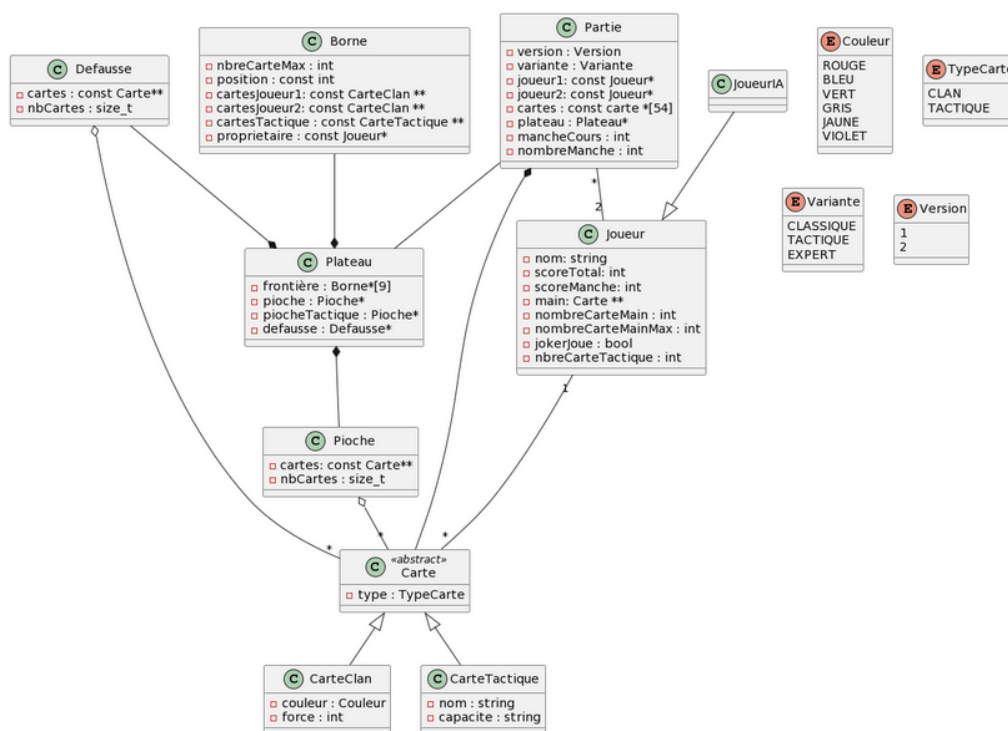 C Defausse
cartes : const Carte**
nbCartes : size_t
C Borne
nbreCarteMax : int
position : const int
cartesJoueur1: const CarteClan **
cartesJoueur2: const CarteClan **
cartesTactique : const CarteTactique **
proprietaire : const Joueur*
C Partie
version : Version
variante : Variante
joueur1: const Joueur*
joueur2: const Joueur*
cartes : const carte *[54]
plateau : Plateau*
mancheCours : int
nombreManche : int
C JoueurIA
E Couleur
ROUGE
BLEU
VERT
GRIS
JAUNE
VIOLET
E TypeCarte
CLAN
TACTIQUE
E Variante
CLASSIQUE
TACTIQUE
EXPERT
E Version
1
2
*
2
C Plateau
frontière : Borne*[9]
pioche : Pioche*
piocheTactique : Pioche*
defausse : Defausse*
C Joueur
nom: string
scoreTotal: int
scoreManche: int
main: Carte **
nombreCarteMain : int
nombreCarteMainMax : int
jokerJoue : bool
nbreCarteTactique : int
1
C Pioche
cartes: const Carte**
nbCartes : size_t
*
*
*
C «abstract»
Carte
type : TypeCarte
C CarteClan
couleur : Couleur
force : int
C CarteTactique
nom : string
capacite : string